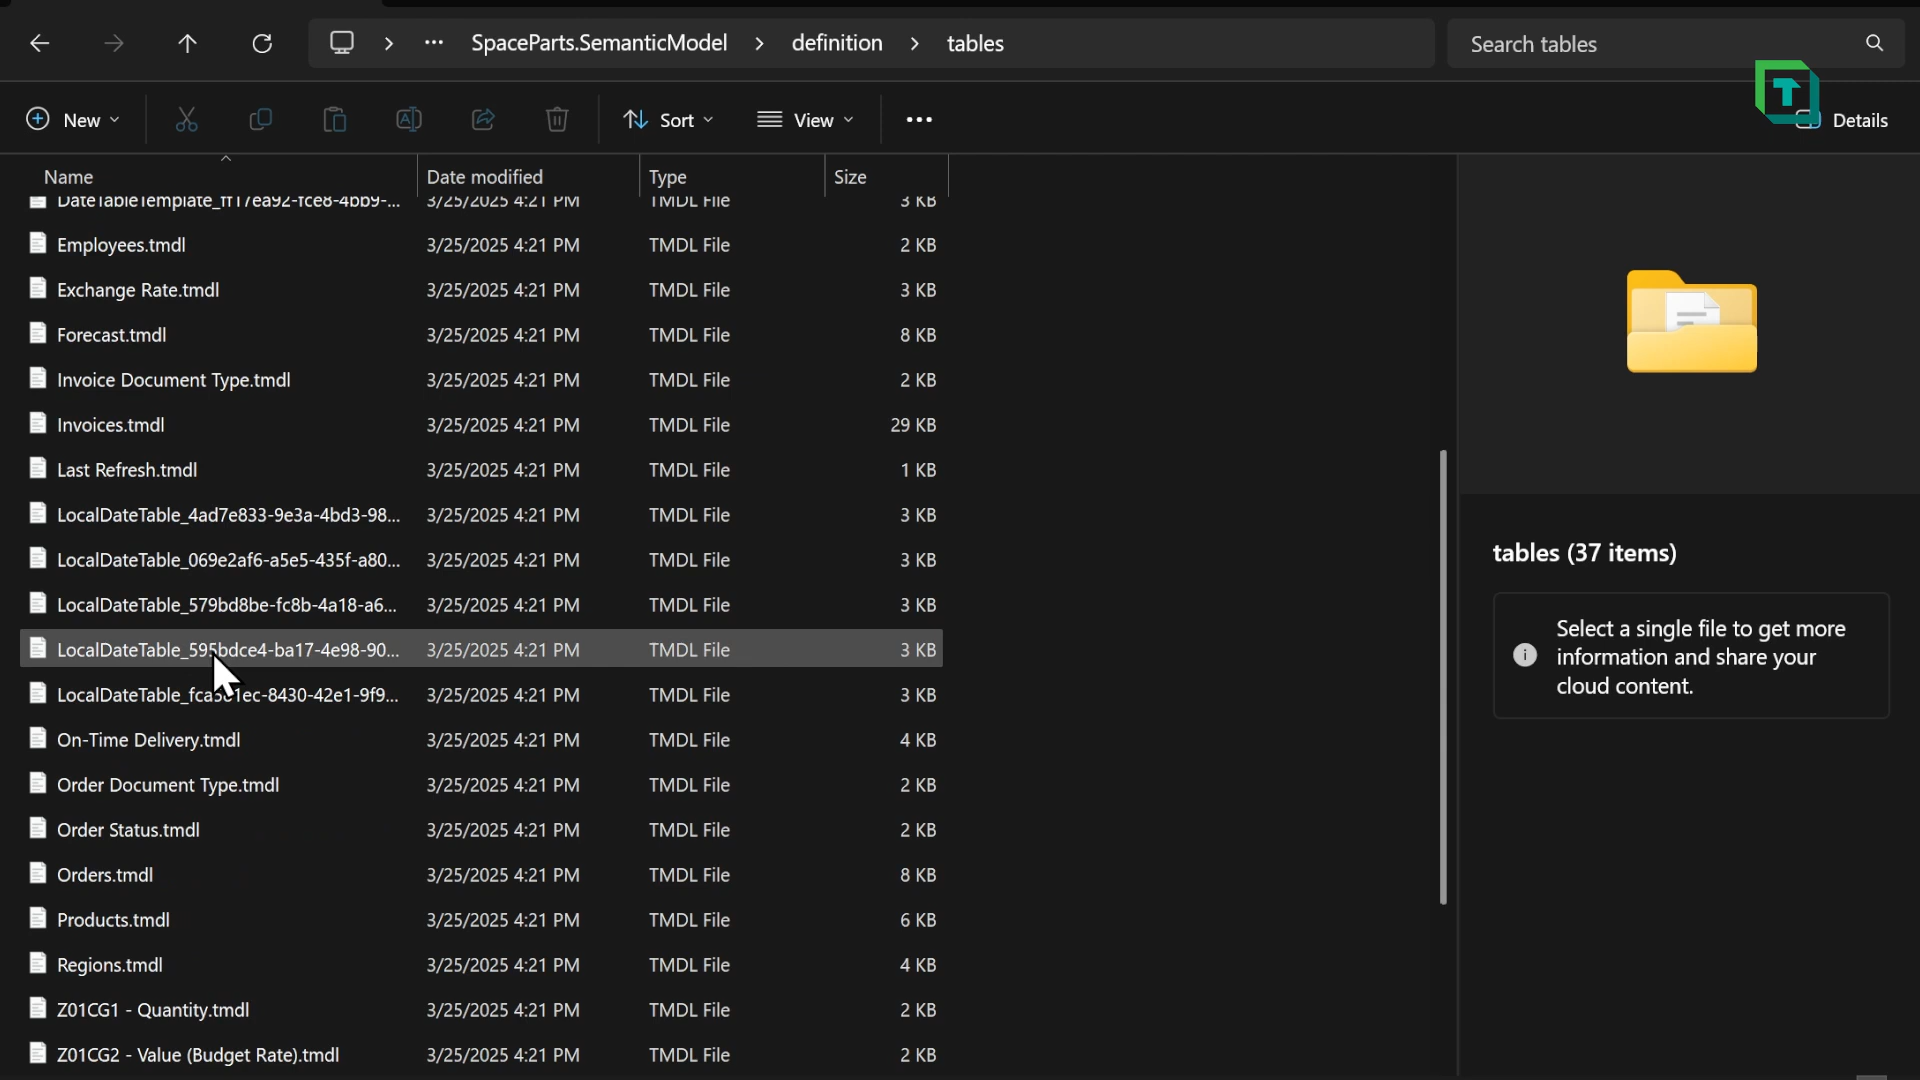 SpaceParts.SemanticModel > definition > tables
Search tables
New Sort View ••• Details
Name Date modified Type Size
DateTableTemplate_ff17ea92-fce8-4bb9-... 3/25/2025 4:21 PM TMDL File 3 KB
Employees.tmdl 3/25/2025 4:21 PM TMDL File 2 KB
Exchange Rate.tmdl 3/25/2025 4:21 PM TMDL File 3 KB
Forecast.tmdl 3/25/2025 4:21 PM TMDL File 8 KB
Invoice Document Type.tmdl 3/25/2025 4:21 PM TMDL File 2 KB
Invoices.tmdl 3/25/2025 4:21 PM TMDL File 29 KB
Last Refresh.tmdl 3/25/2025 4:21 PM TMDL File 1 KB
LocalDateTable_4ad7e833-9e3a-4bd3-98... 3/25/2025 4:21 PM TMDL File 3 KB
LocalDateTable_069e2af6-a5e5-435f-a80... 3/25/2025 4:21 PM TMDL File 3 KB
LocalDateTable_579bd8be-fc8b-4a18-a6... 3/25/2025 4:21 PM TMDL File 3 KB
LocalDateTable_595bdce4-ba17-4e98-90... 3/25/2025 4:21 PM TMDL File 3 KB
3/25/2025 4:21 PM TMDL File 3 KB
On-Time Delivery.tmdl 3/25/2025 4:21 PM TMDL File 4 KB
Order Document Type.tmdl 3/25/2025 4:21 PM TMDL File 2 KB
Order Status.tmdl 3/25/2025 4:21 PM TMDL File 2 KB
Orders.tmdl 3/25/2025 4:21 PM TMDL File 8 KB
Products.tmdl 3/25/2025 4:21 PM TMDL File 6 KB
Regions.tmdl 3/25/2025 4:21 PM TMDL File 4 KB
Z01CG1 - Quantity.tmdl 3/25/2025 4:21 PM TMDL File 2 KB
Z01CG2 - Value (Budget Rate).tmdl 3/25/2025 4:21 PM TMDL File 2 KB
T
tables (37 items)
Select a single file to get more
information and share your
cloud content.